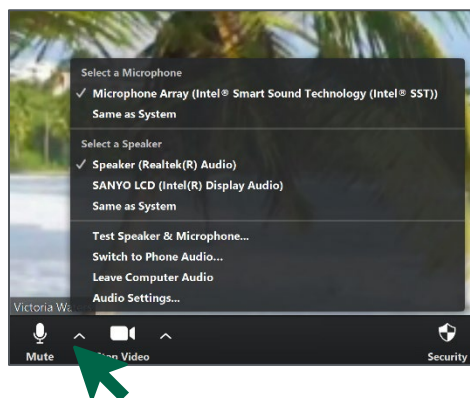 Select a Microphone
✓ Microphone Array (Intel® Smart Sound Technology (Intel® SST))
Same as System
Select a Speaker
✓ Speaker (Realtek(R) Audio)
SANYO LCD (Intel(R) Display Audio)
Same as System
Test Speaker & Microphone...
Switch to Phone Audio...
Leave Computer Audio
Audio Settings...
Victoria
Mute Video Security